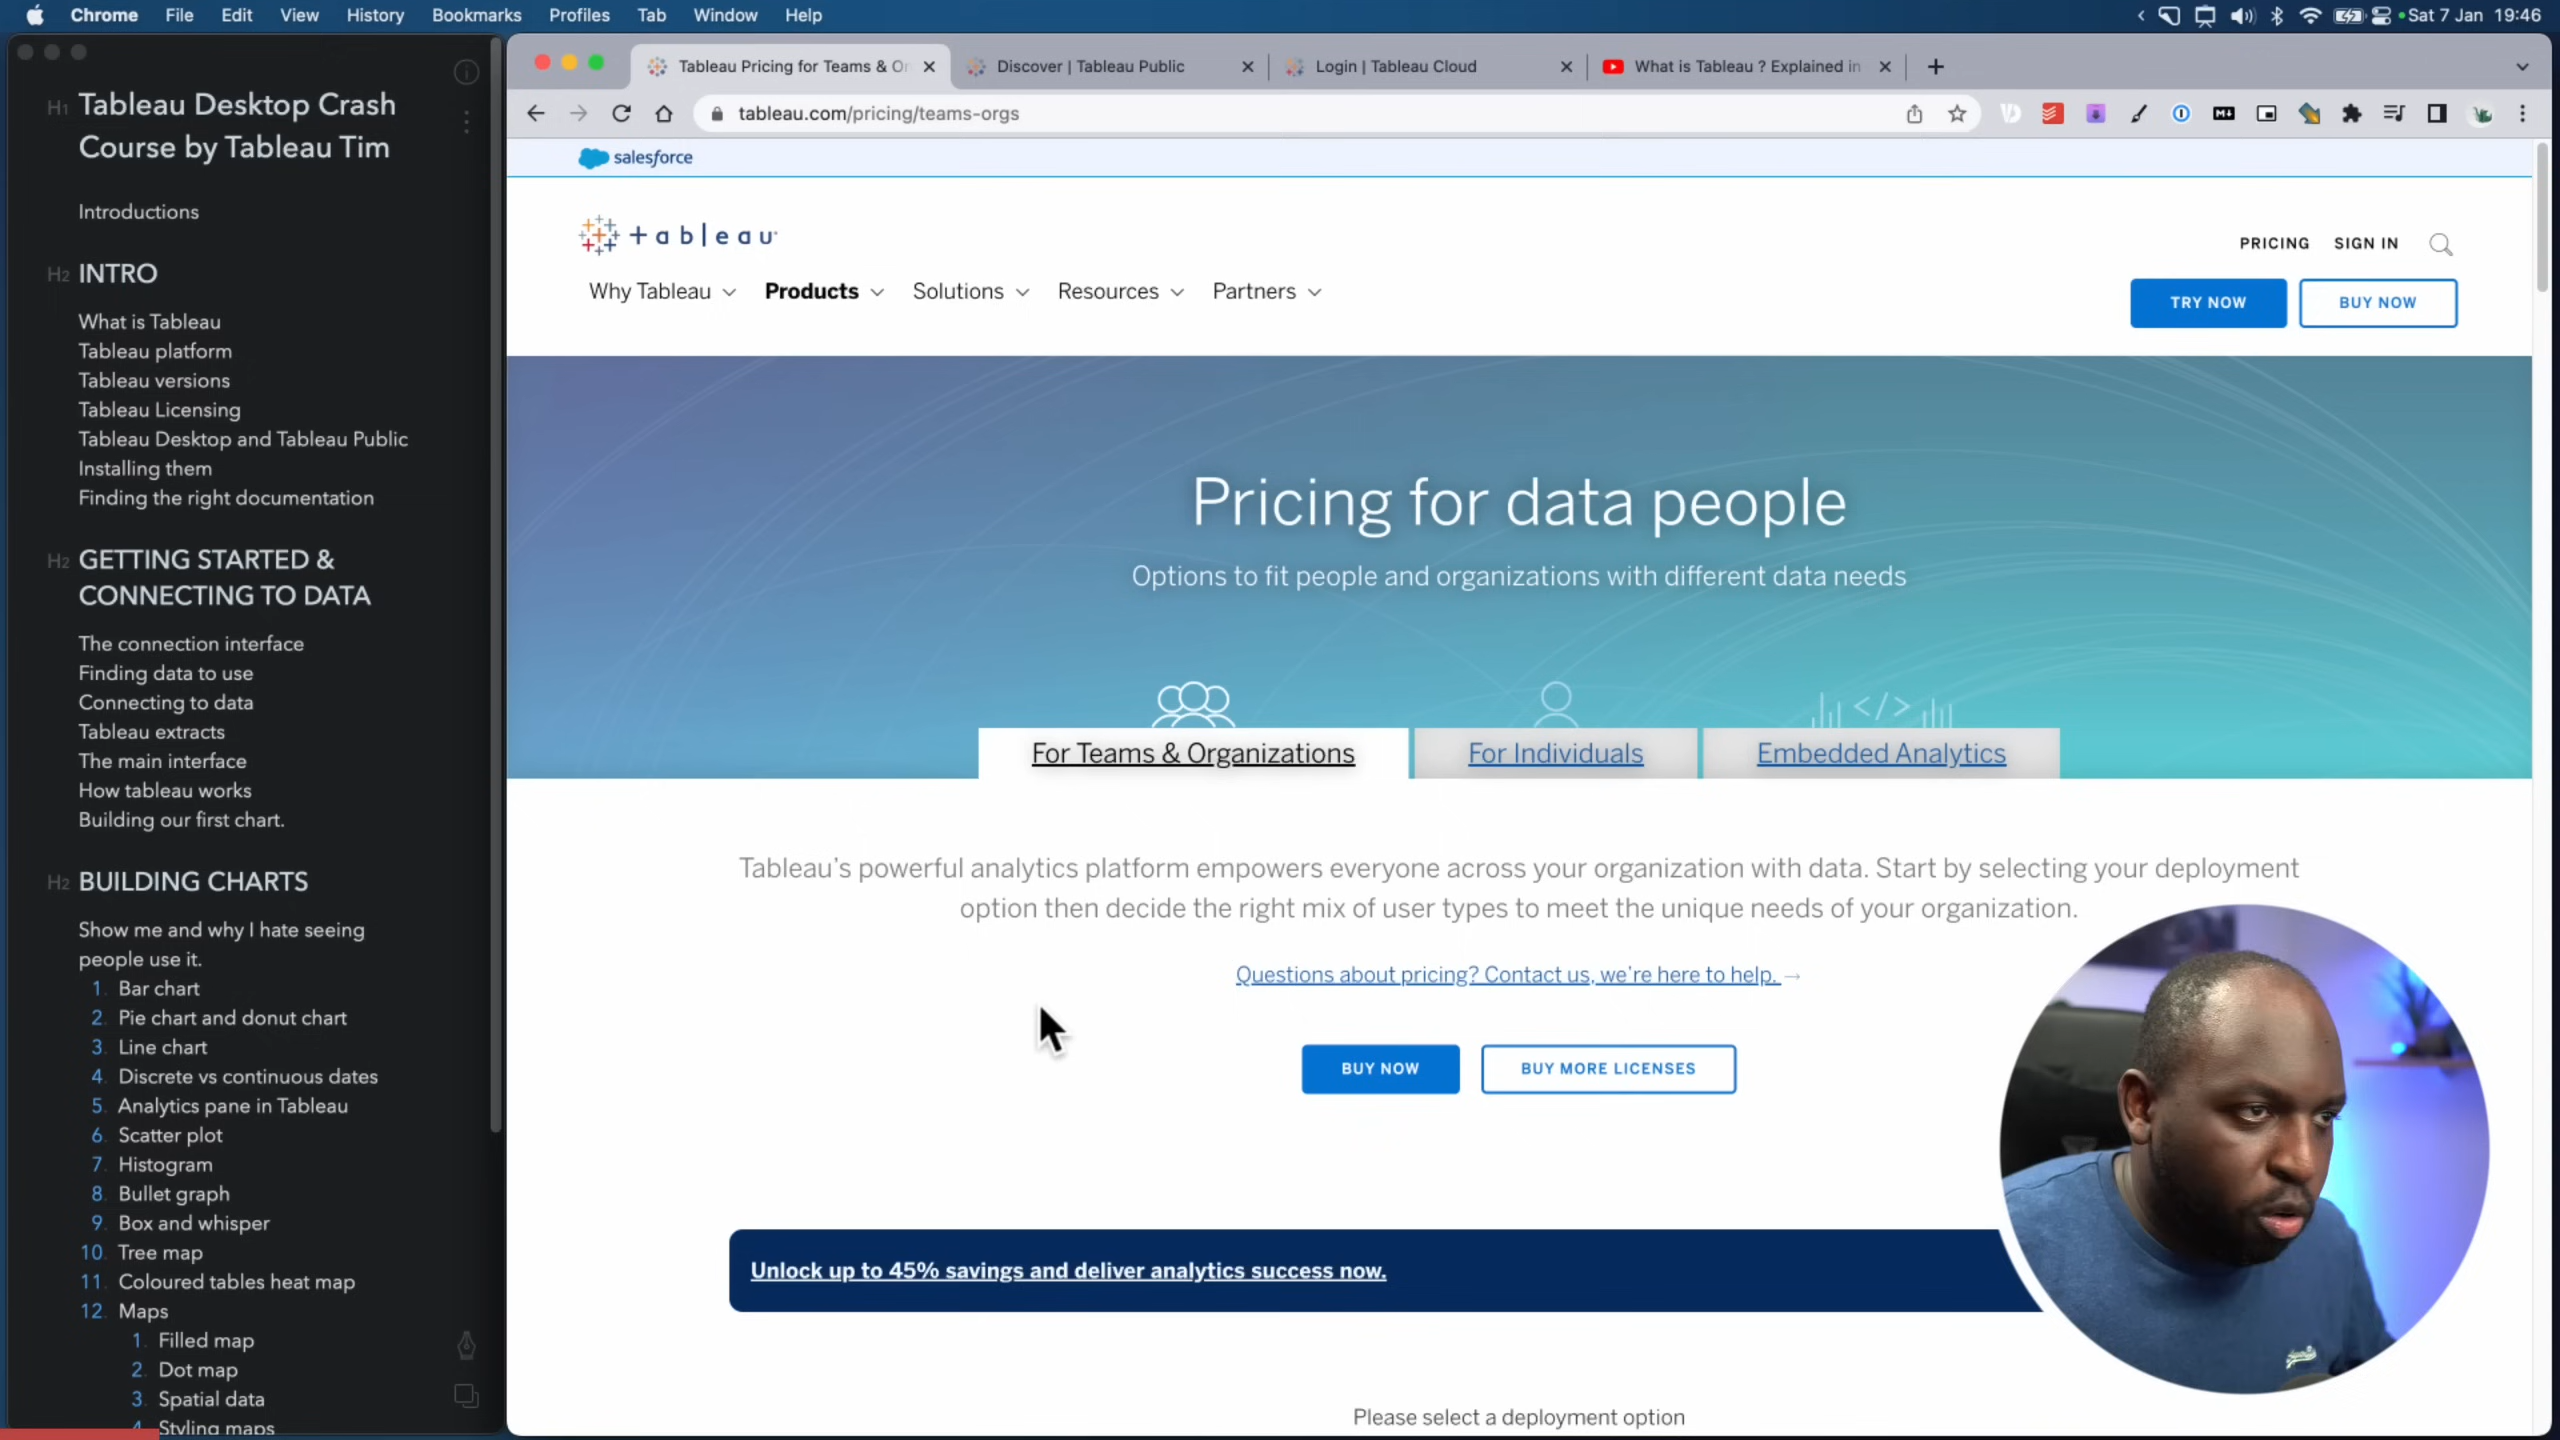 Chrome File Edit View History Bookmarks Profiles Tab Window Help
Sat 7 Jan 19:46
H1 Tableau Desktop Crash
Course by Tableau Tim
Introductions
H2 INTRO
What is Tableau
Tableau platform
Tableau versions
Tableau Licensing
Tableau Desktop and Tableau Public
Installing them
Finding the right documentation
H2 GETTING STARTED &
CONNECTING TO DATA
The connection interface
Finding data to use
Connecting to data
Tableau extracts
The main interface
How tableau works
Building our first chart.
H2 BUILDING CHARTS
Show me and why I hate seeing
people use it.
1. Bar chart
2. Pie chart and donut chart
3. Line chart
4. Discrete vs continuous dates
5. Analytics pane in Tableau
6. Scatter plot
7. Histogram
8. Bullet graph
9. Box and whisper
10. Tree map
11. Coloured tables heat map
12. Maps
1. Filled map
2. Dot map
3. Spatial data
4. Styling maps
Tableau Pricing for Teams & Or
Discover | Tableau Public
Login | Tableau Cloud
What is Tableau ? Explained in
tableau.com/pricing/teams-orgs
salesforce
+ableau
PRICING SIGN IN
Why Tableau Products Solutions Resources Partners
TRY NOW BUY NOW
Pricing for data people
Options to fit people and organizations with different data needs
</>
For Teams & Organizations For Individuals Embedded Analytics
Tableau's powerful analytics platform empowers everyone across your organization with data. Start by selecting your deployment
option then decide the right mix of user types to meet the unique needs of your organization.
Questions about pricing? Contact us, we're here to help. →
BUY NOW BUY MORE LICENSES
Unlock up to 45% savings and deliver analytics success now.
Please select a deployment option